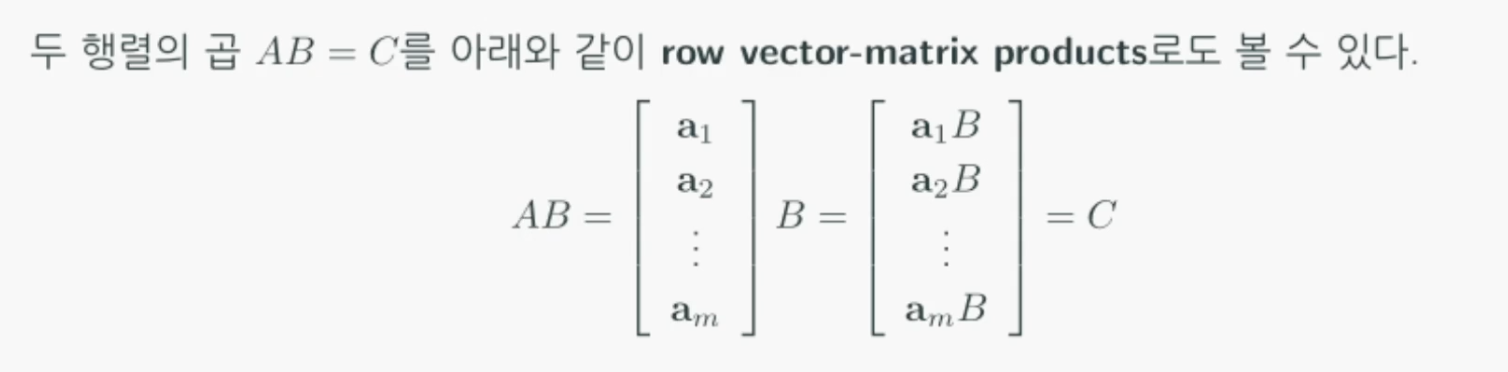 두 행렬의 곱 AB = C를 아래와 같이 row vector-matrix products로도 볼 수 있다.
AB = [ a₁ a₂ ⋮ aₘ ] B = [ a₁B a₂B ⋮ aₘB ] = C